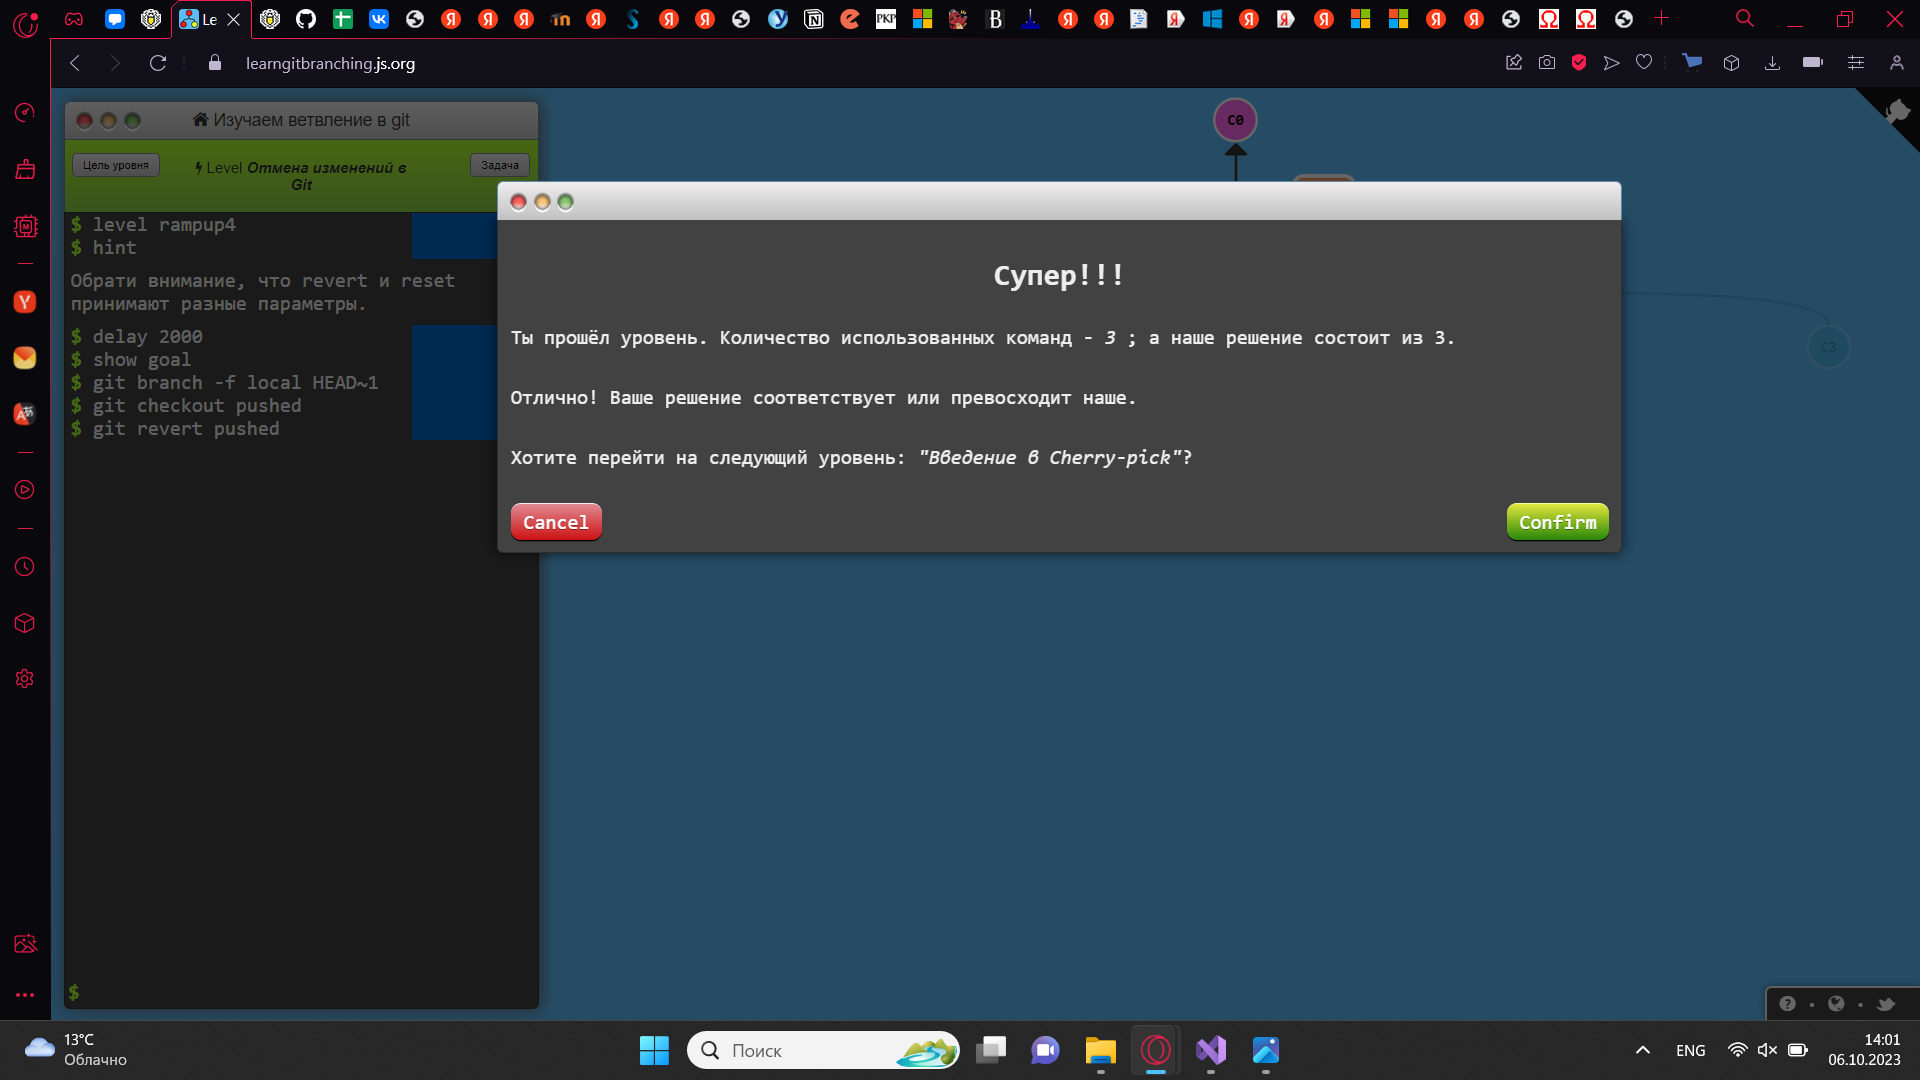 Le
learngitbranching.js.org
Изучаем ветвление в git
Цель уровня
Level Отмена изменений в
Git
Задача
$ level rampup4
$ hint
Обрати внимание, что revert и reset
принимают разные параметры.
$ delay 2000
$ show goal
$ git branch -f local HEAD~1
$ git checkout pushed
$ git revert pushed
$
C0
C3
Супер!!!
Ты прошёл уровень. Количество использованных команд - 3 ; а наше решение состоит из 3.
Отлично! Ваше решение соответствует или превосходит наше.
Хотите перейти на следующий уровень: "Введение в Cherry-pick"?
Cancel
Confirm
13°C
Облачно
Поиск
ENG
14:01
06.10.2023